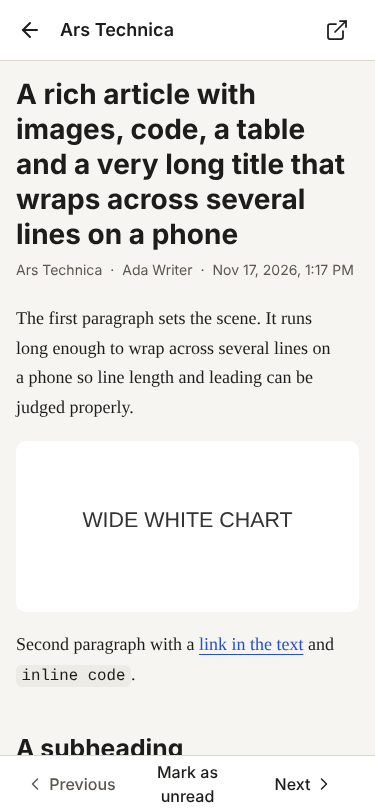 Ars Technica
A rich article with
images, code, a table
and a very long title that
wraps across several
lines on a phone
Ars Technica · Ada Writer · Nov 17, 2026, 1:17 PM
The first paragraph sets the scene. It runs
long enough to wrap across several lines on
a phone so line length and leading can be
judged properly.
WIDE WHITE CHART
Second paragraph with a link in the text and
inline code.
A subheading
Previous
Mark as
unread
Next